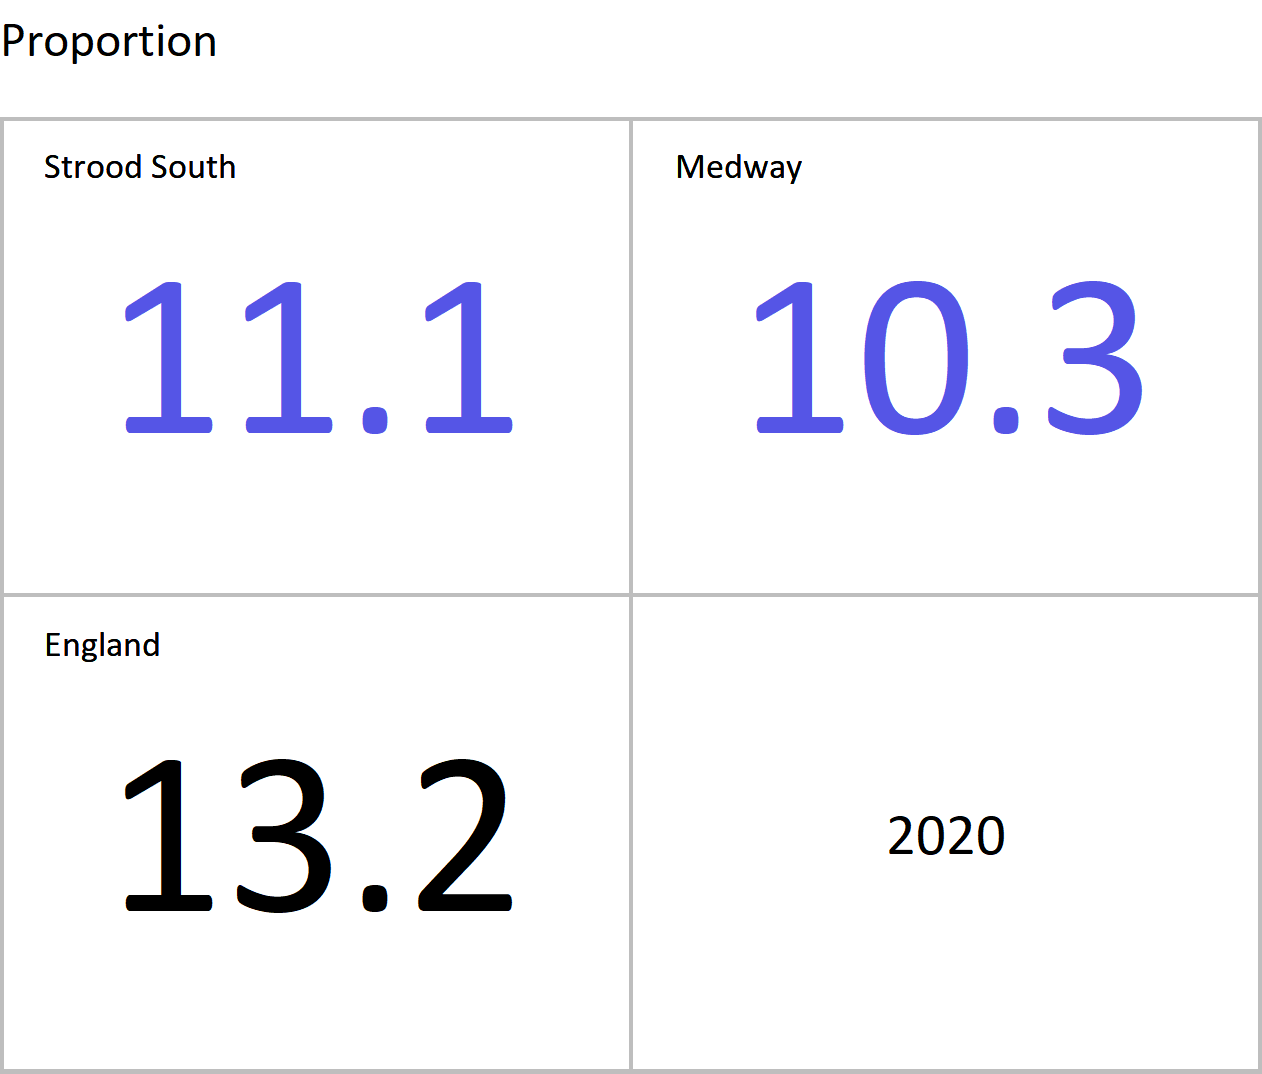 Proportion
Strood South
11.1
Medway
10.3
England
13.2
2020